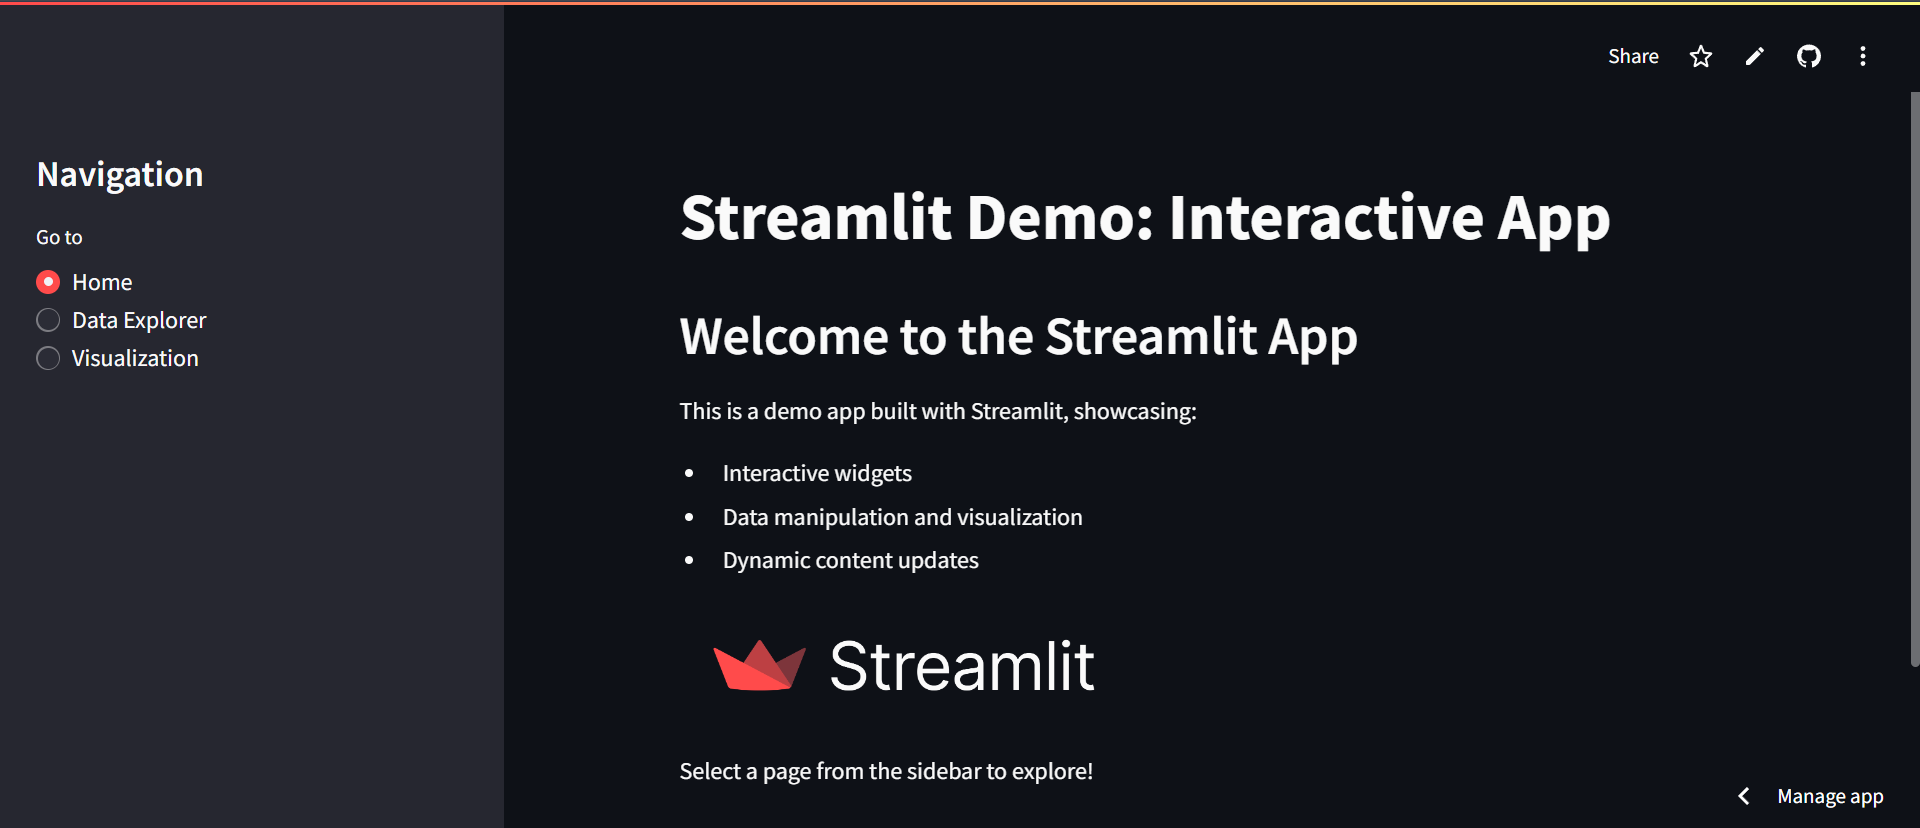 Share
Navigation
Go to
Home
Data Explorer
Visualization
Streamlit Demo: Interactive App
Welcome to the Streamlit App
This is a demo app built with Streamlit, showcasing:
Interactive widgets
Data manipulation and visualization
Dynamic content updates
Streamlit
Select a page from the sidebar to explore!
Manage app